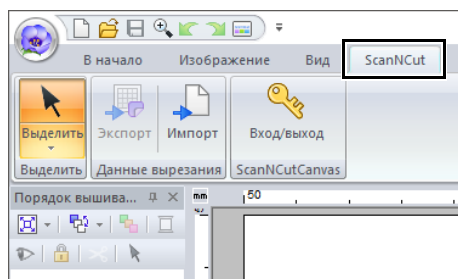 В начало Изображение Вид ScanNCut
Выделить Экспорт Импорт Вход/выход
Выделить Данные вырезания ScanNCutCanvas
Порядок вышива...
mm 50